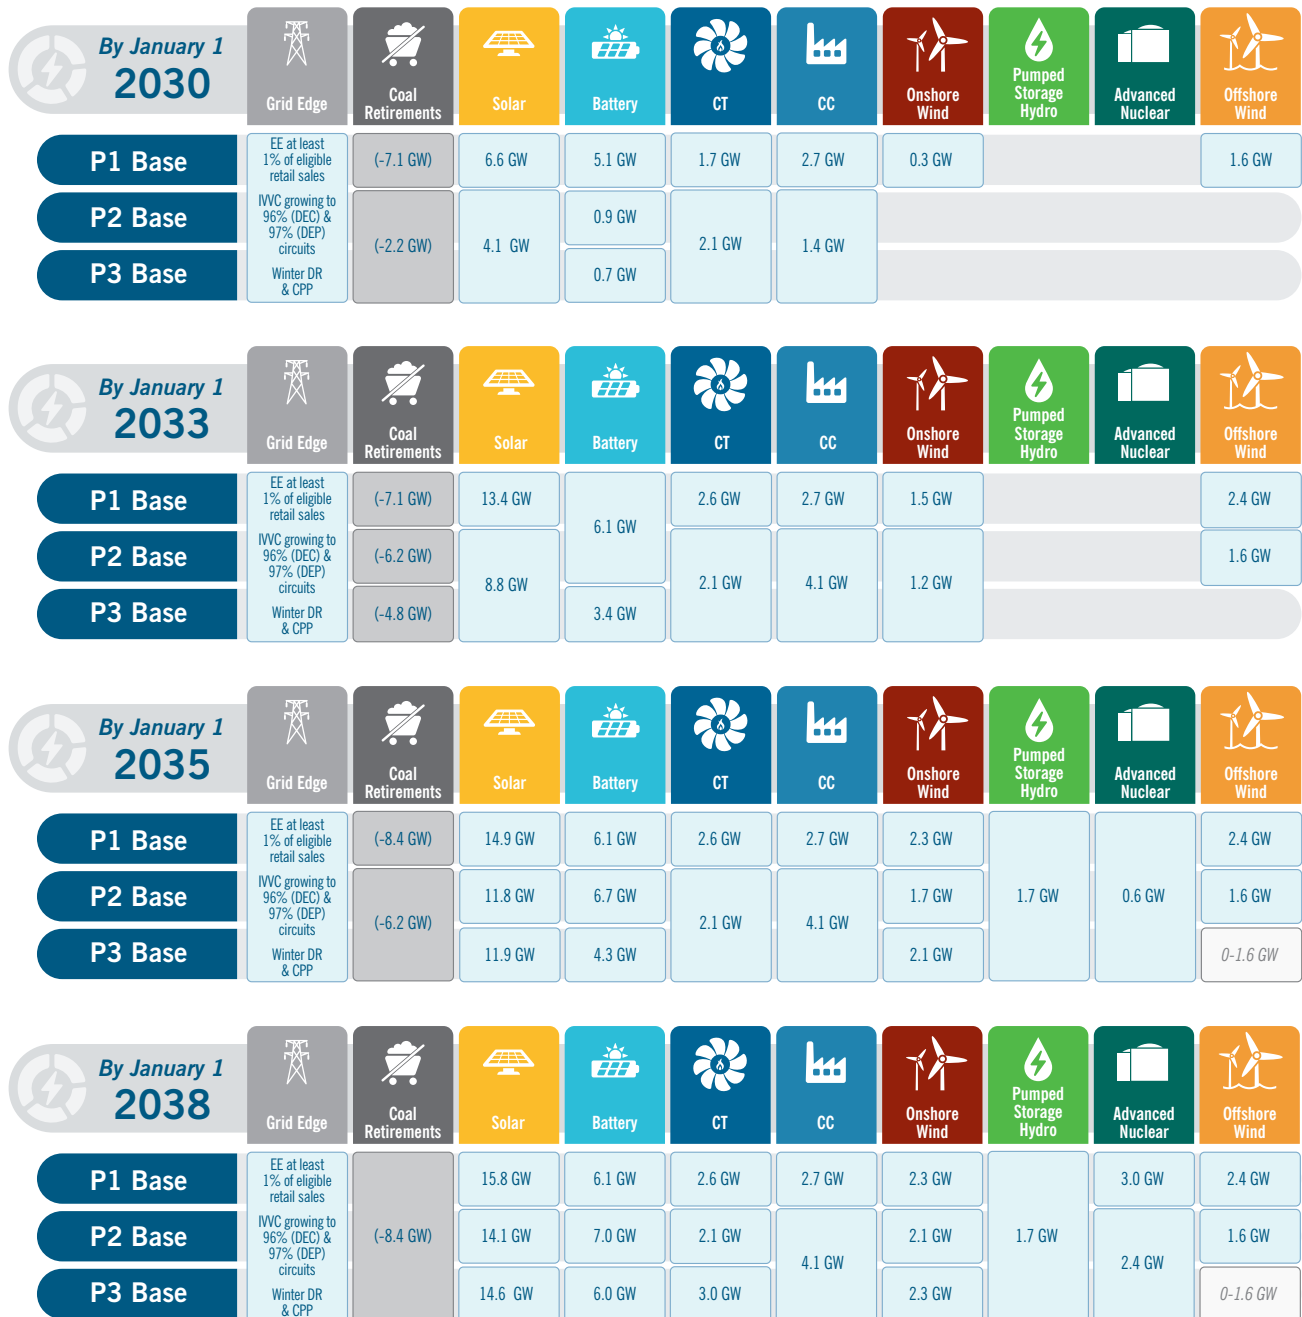 By January 1
2030
Grid Edge
Coal
Retirements
Solar
Battery
CT
CC
Onshore
Wind
Pumped
Storage
Hydro
Advanced
Nuclear
Offshore
Wind
P1 Base
P2 Base
P3 Base
EE at least
1% of eligible
retail sales
IVVC growing to
96% (DEC) &
97% (DEP)
circuits
Winter DR
& CPP
(-7.1 GW)
6.6 GW
5.1 GW
1.7 GW
2.7 GW
0.3 GW
1.6 GW
(-2.2 GW)
4.1 GW
0.9 GW
0.7 GW
2.1 GW
1.4 GW
By January 1
2033
Grid Edge
Coal
Retirements
Solar
Battery
CT
CC
Onshore
Wind
Pumped
Storage
Hydro
Advanced
Nuclear
Offshore
Wind
P1 Base
P2 Base
P3 Base
EE at least
1% of eligible
retail sales
IVVC growing to
96% (DEC) &
97% (DEP)
circuits
Winter DR
& CPP
(-7.1 GW)
13.4 GW
6.1 GW
2.6 GW
2.7 GW
1.5 GW
2.4 GW
(-6.2 GW)
8.8 GW
2.1 GW
4.1 GW
1.2 GW
1.6 GW
(-4.8 GW)
3.4 GW
By January 1
2035
Grid Edge
Coal
Retirements
Solar
Battery
CT
CC
Onshore
Wind
Pumped
Storage
Hydro
Advanced
Nuclear
Offshore
Wind
P1 Base
P2 Base
P3 Base
EE at least
1% of eligible
retail sales
IVVC growing to
96% (DEC) &
97% (DEP)
circuits
Winter DR
& CPP
(-8.4 GW)
14.9 GW
6.1 GW
2.6 GW
2.7 GW
2.3 GW
1.7 GW
0.6 GW
2.4 GW
(-6.2 GW)
11.8 GW
6.7 GW
2.1 GW
4.1 GW
1.7 GW
1.6 GW
11.9 GW
4.3 GW
2.1 GW
0-1.6 GW
By January 1
2038
Grid Edge
Coal
Retirements
Solar
Battery
CT
CC
Onshore
Wind
Pumped
Storage
Hydro
Advanced
Nuclear
Offshore
Wind
P1 Base
P2 Base
P3 Base
EE at least
1% of eligible
retail sales
IVVC growing to
96% (DEC) &
97% (DEP)
circuits
Winter DR
& CPP
(-8.4 GW)
15.8 GW
6.1 GW
2.6 GW
2.7 GW
2.3 GW
1.7 GW
3.0 GW
2.4 GW
14.1 GW
7.0 GW
2.1 GW
4.1 GW
2.1 GW
2.4 GW
1.6 GW
14.6 GW
6.0 GW
3.0 GW
2.3 GW
0-1.6 GW